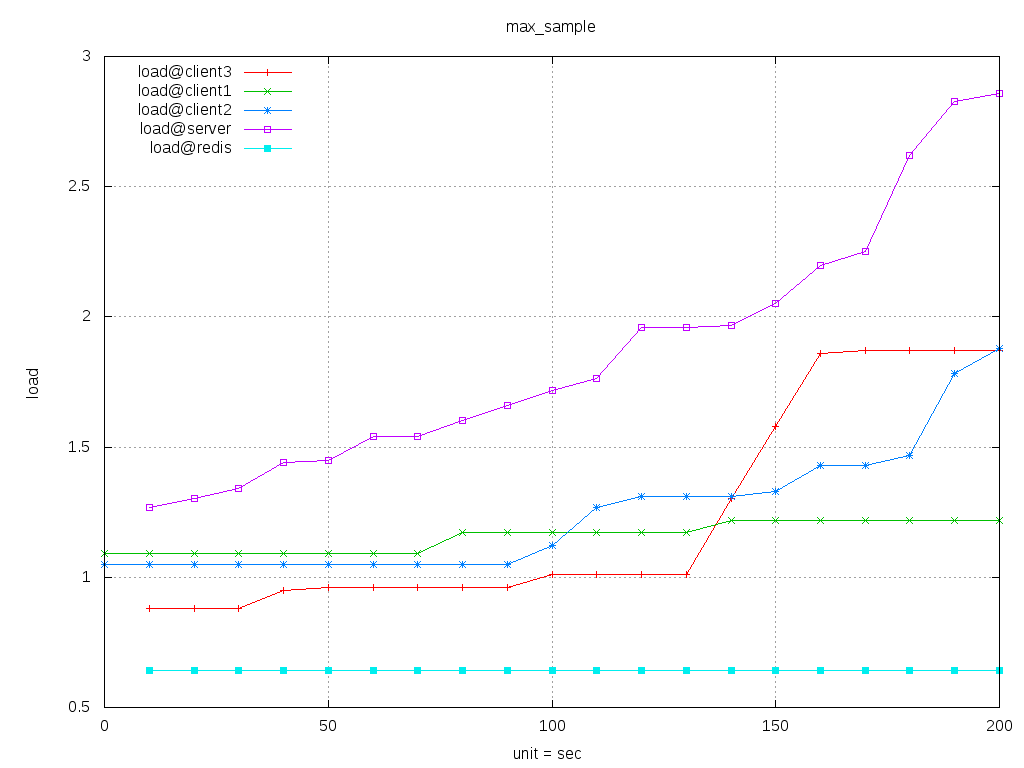 max_sample
3
load@client3
load@client1
load@client2
load@server
load@redis
2.5
2
load
1.5
1
0.5
0 50 100 150 200
unit = sec